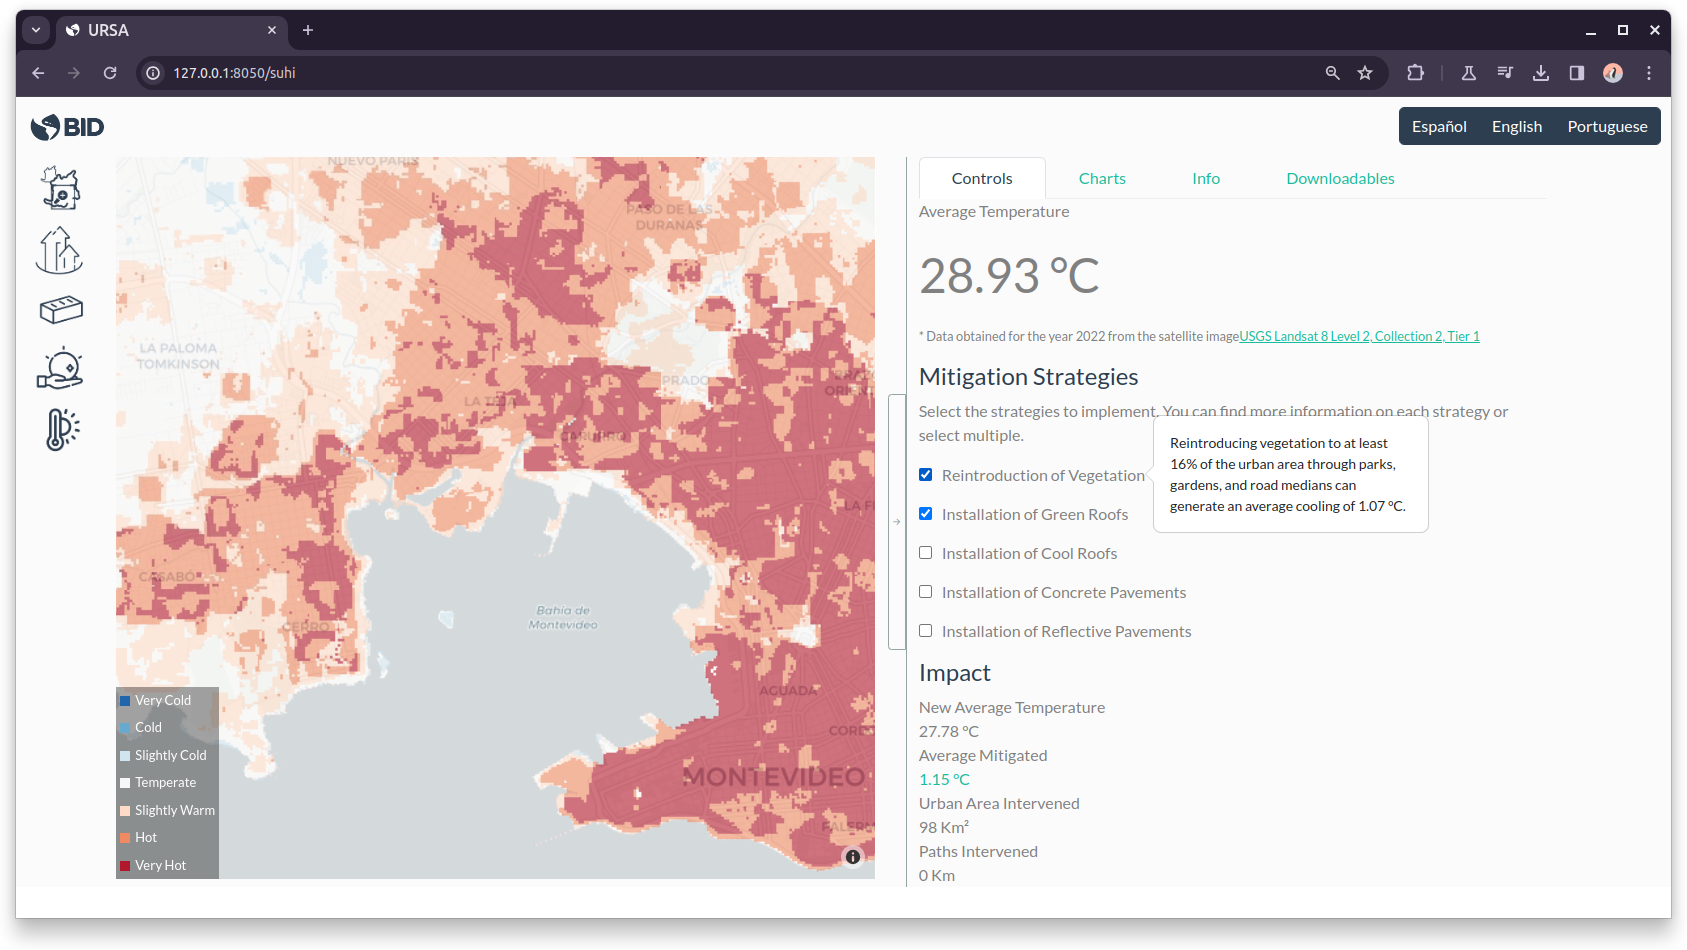 URSA
127.0.0.1:8050/suhi
BID
Español English Portuguese
Controls Charts Info Downloadables
Average Temperature
28.93 °C
* Data obtained for the year 2022 from the satellite imageUSGS Landsat 8 Level 2, Collection 2, Tier 1
Mitigation Strategies
Select the strategies to implement. You can find more information on each strategy or
select multiple.
Reintroduction of Vegetation
Reintroducing vegetation to at least
16% of the urban area through parks,
gardens, and road medians can
generate an average cooling of 1.07 °C.
Installation of Green Roofs
Installation of Cool Roofs
Installation of Concrete Pavements
Installation of Reflective Pavements
Impact
New Average Temperature
27.78 °C
Average Mitigated
1.15 °C
Urban Area Intervened
98 Km²
Paths Intervened
0 Km
NUEVO PARIS
PASO DE LAS
DURANAS
LA PALOMA
TOMKINSON
PRADO
LA TEJA
CAPURRO
CASABÓ
CERRO
Bahía de
Montevideo
AGUADA
MONTEVIDEO
Very Cold
Cold
Slightly Cold
Temperate
Slightly Warm
Hot
Very Hot